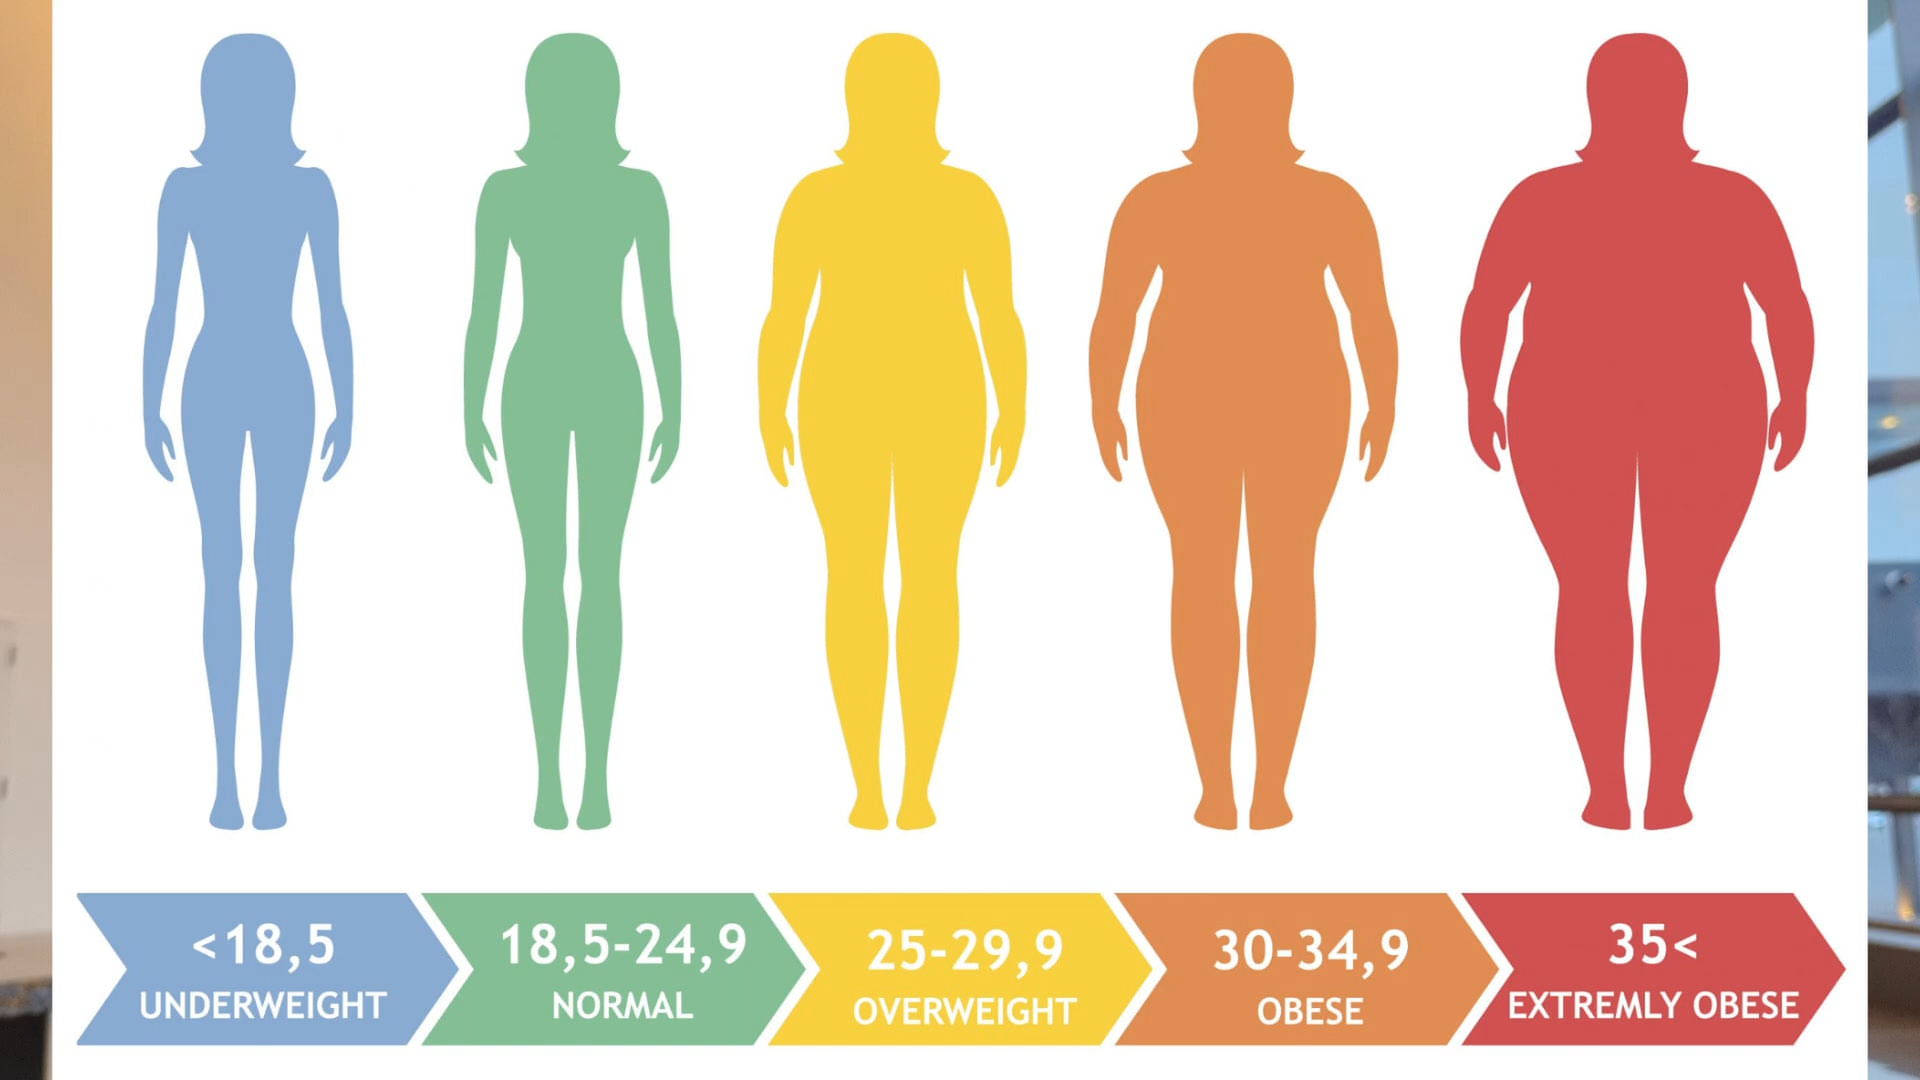 <18,5
UNDERWEIGHT
18,5-24,9
NORMAL
25-29,9
OVERWEIGHT
30-34,9
OBESE
35<
EXTREMLY OBESE